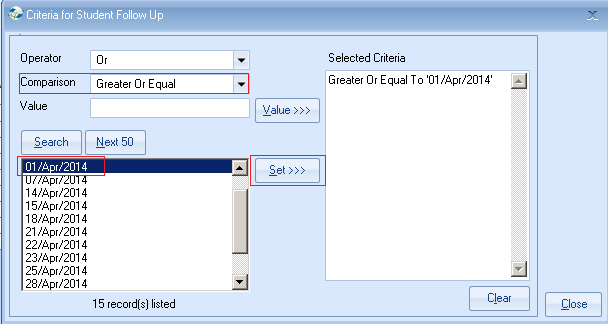 Criteria for Student Follow Up
Operator Or
Selected Criteria
Comparison Greater Or Equal
Greater Or Equal To '01/Apr/2014'
Value
Value >>>
Search Next 50
01/Apr/2014
Set >>>
07/Apr/2014
14/Apr/2014
15/Apr/2014
18/Apr/2014
21/Apr/2014
22/Apr/2014
23/Apr/2014
25/Apr/2014
28/Apr/2014
15 record(s) listed
Clear
Close